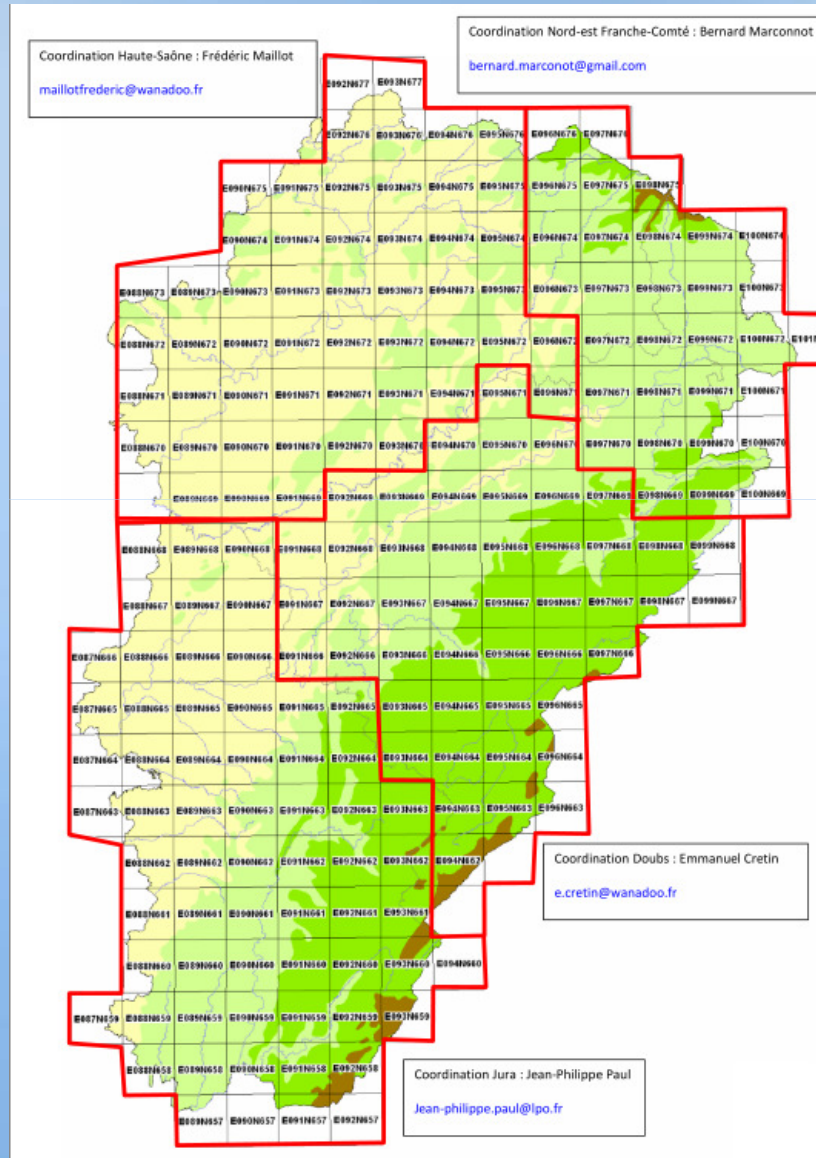 Coordination Nord-est Franche-Comté : Bernard Marconnot
bernard.marconot@gmail.com
Coordination Haute-Saône : Frédéric Maillot
maillotfrederic@wanadoo.fr
E092N677 E093N677
E092N676 E093N676 E094N676 E095N676 E096N676 E097N676
E090N675 E091N675 E092N675 E093N675 E094N675 E095N675 E096N675 E097N675 E098N675
E090N674 E091N674 E092N674 E093N674 E094N674 E095N674 E096N674 E097N674 E098N674 E099N674 E100N674
E088N673 E089N673 E090N673 E091N673 E092N673 E093N673 E094N673 E095N673 E096N673 E097N673 E098N673 E099N673 E100N673
E088N672 E089N672 E090N672 E091N672 E092N672 E093N672 E094N672 E095N672 E096N672 E097N672 E098N672 E099N672 E100N672
E088N671 E089N671 E090N671 E091N671 E092N671 E093N671 E094N671 E095N671 E096N671 E097N671 E098N671 E099N671 E100N671
E088N670 E089N670 E090N670 E091N670 E092N670 E093N670 E094N670 E095N670 E096N670 E097N670 E098N670 E099N670 E100N670
E089N669 E090N669 E091N669 E092N669 E093N669 E094N669 E095N669 E096N669 E097N669 E098N669 E099N669 E100N669
E088N668 E089N668 E090N668 E091N668 E092N668 E093N668 E094N668 E095N668 E096N668 E097N668 E098N668 E099N668
E088N667 E089N667 E090N667 E091N667 E092N667 E093N667 E094N667 E095N667 E096N667 E097N667 E098N667 E099N667
E087N666 E088N666 E089N666 E090N666 E091N666 E092N666 E093N666 E094N666 E095N666 E096N666 E097N666
E087N665 E088N665 E089N665 E090N665 E091N665 E092N665 E093N665 E094N665 E095N665 E096N665
E087N664 E088N664 E089N664 E090N664 E091N664 E092N664 E093N664 E094N664 E095N664 E096N664
E087N663 E088N663 E089N663 E090N663 E091N663 E092N663 E093N663 E094N663 E095N663 E096N663
E088N662 E089N662 E090N662 E091N662 E092N662 E093N662 E094N662
E088N661 E089N661 E090N661 E091N661 E092N661 E093N661
E088N660 E089N660 E090N660 E091N660 E092N660 E093N660 E094N660
E087N659 E088N659 E089N659 E090N659 E091N659 E092N659 E093N659
E088N658 E089N658 E090N658 E091N658 E092N658
E089N657 E090N657 E091N657 E092N657
Coordination Doubs : Emmanuel Cretin
e.cretin@wanadoo.fr
Coordination Jura : Jean-Philippe Paul
Jean-philippe.paul@lpo.fr